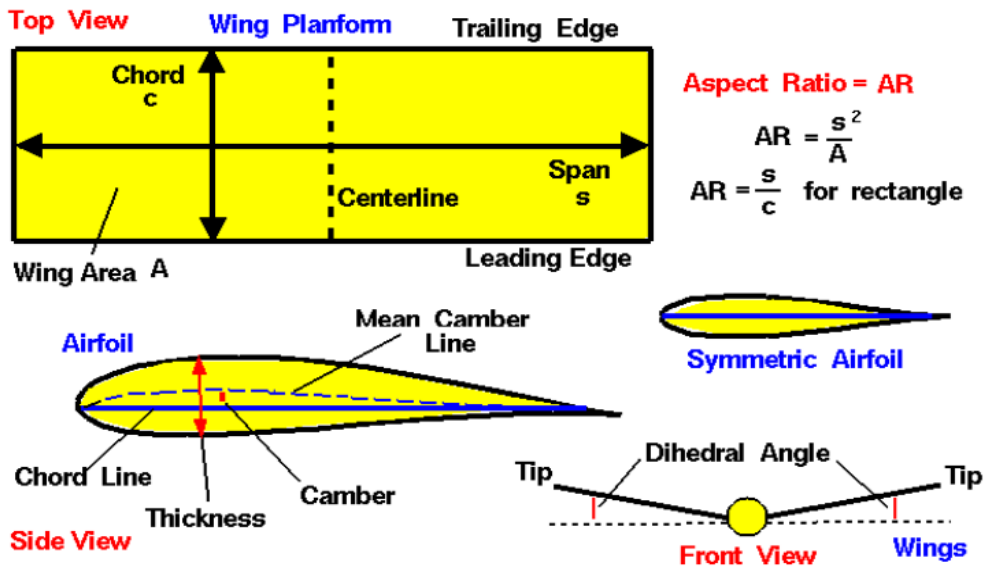 Top View
Wing Planform
Trailing Edge
Chord
c
Span
s
Centerline
Wing Area A
Leading Edge
Aspect Ratio = AR
AR = s²/A
AR = s/c for rectangle
Airfoil
Mean Camber
Line
Symmetric Airfoil
Chord Line
Thickness
Camber
Side View
Tip
Dihedral Angle
Tip
Front View
Wings